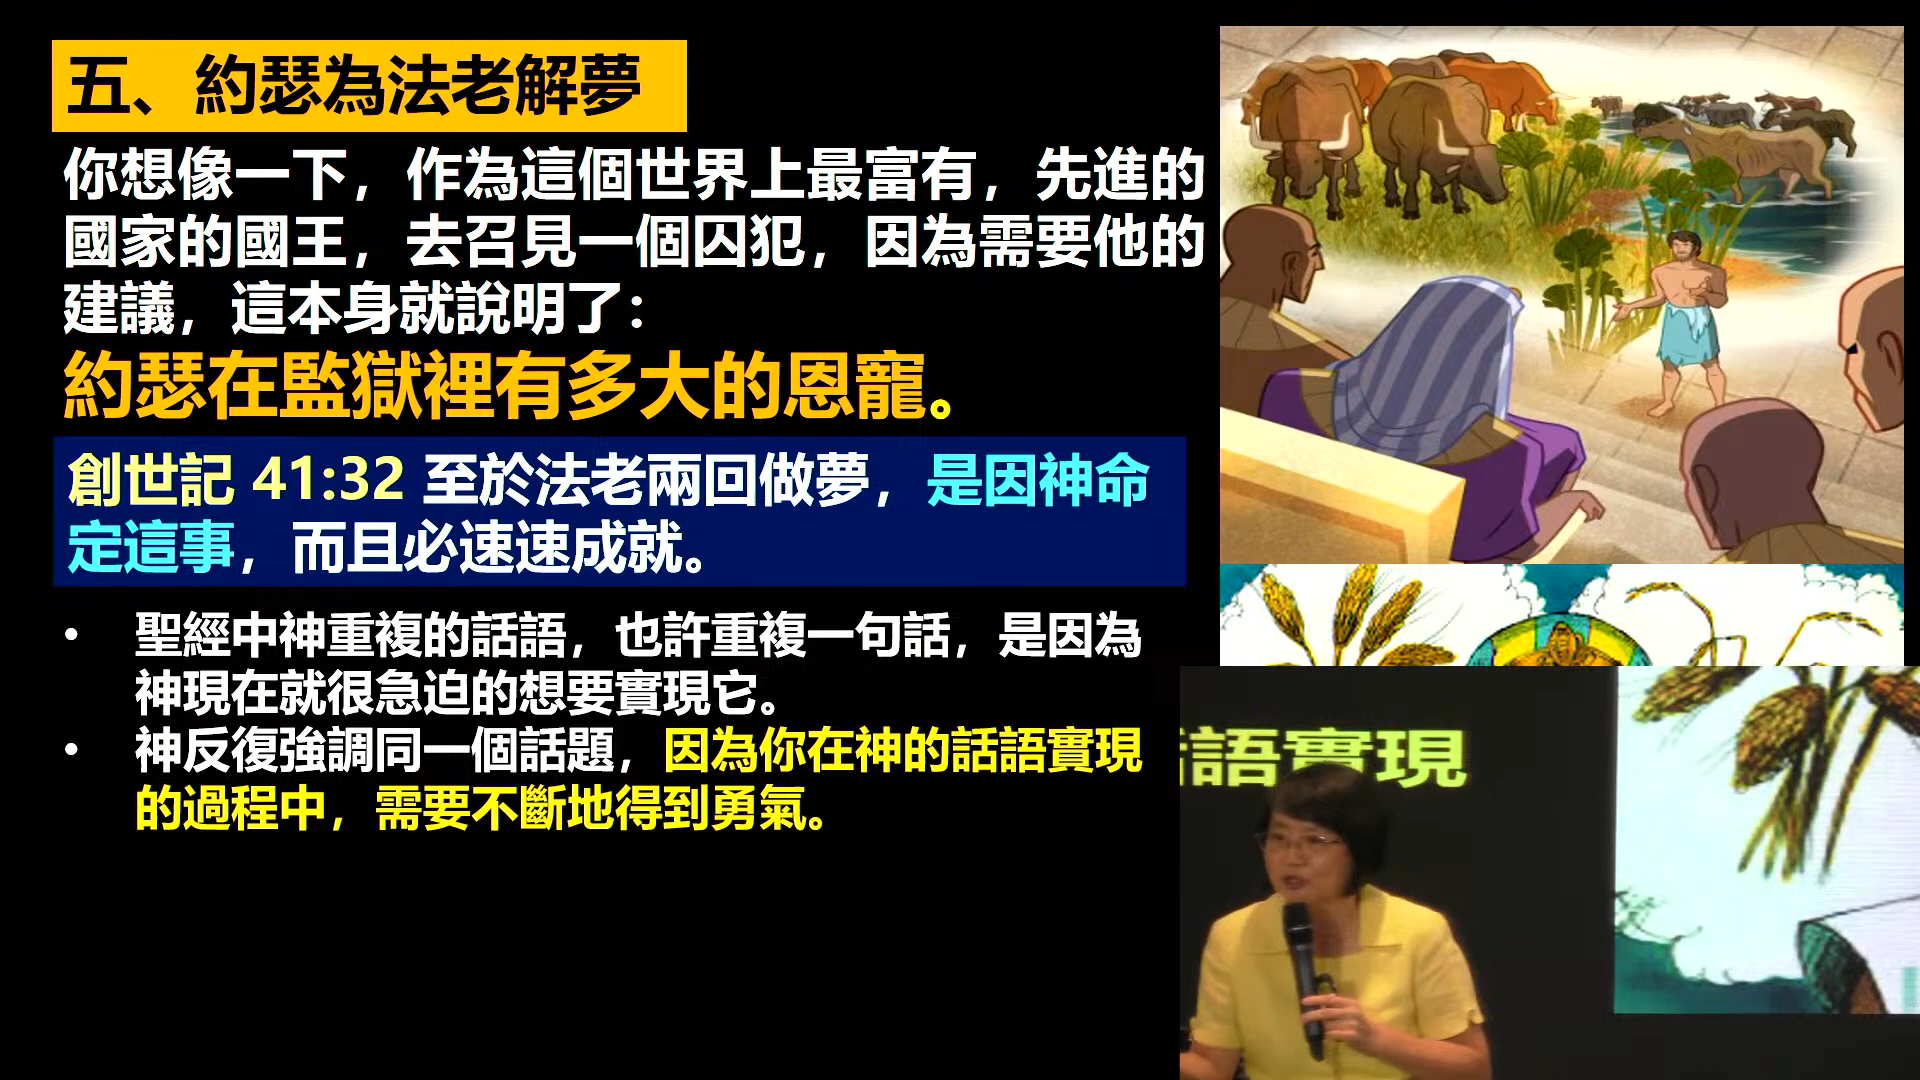 五、約瑟為法老解夢
你想像一下，作為這個世界上最富有，先進的
國家的國王，去召見一個囚犯，因為需要他的
建議，這本身就說明了：
約瑟在監獄裡有多大的恩寵。
創世記 41:32 至於法老兩回做夢，是因神命
定這事，而且必速速成就。
• 聖經中神重複的話語，也許重複一句話，是因為
神現在就很急迫的想要實現它。
• 神反復強調同一個話題，因為你在神的話語實現
的過程中，需要不斷地得到勇氣。
語實現